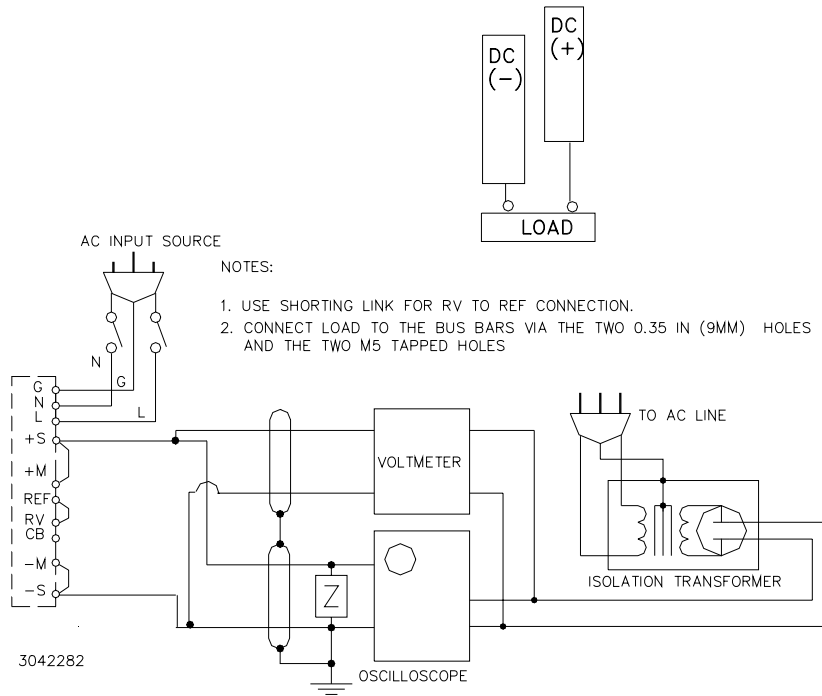 DC
(−)
DC
(+)
LOAD
AC INPUT SOURCE
NOTES:
1. USE SHORTING LINK FOR RV TO REF CONNECTION.
2. CONNECT LOAD TO THE BUS BARS VIA THE TWO 0.35 IN (9MM) HOLES
AND THE TWO M5 TAPPED HOLES
N
G
L
G
N
L
+S
+M
REF
RV
CB
−M
−S
VOLTMETER
TO AC LINE
ISOLATION TRANSFORMER
Z
OSCILLOSCOPE
3042282